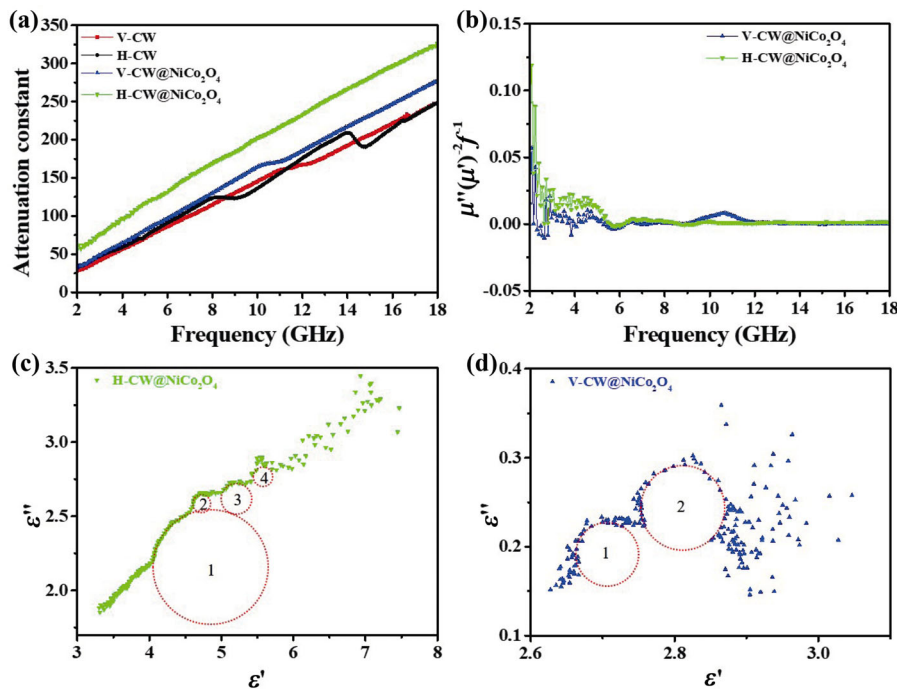 (a)
V-CW
H-CW
V-CW@NiCo₂O₄
H-CW@NiCo₂O₄
350
300
250
200
150
100
50
0
Attenuation constant
2 4 6 8 10 12 14 16 18
Frequency (GHz)
(b)
V-CW@NiCo₂O₄
H-CW@NiCo₂O₄
0.15
0.10
0.05
0.00
-0.05
μ''(μ')⁻²f⁻¹
2 4 6 8 10 12 14 16 18
Frequency (GHz)
(c)
H-CW@NiCo₂O₄
3.5
3.0
2.5
2.0
ε''
1
2
3
4
3 4 5 6 7 8
ε'
(d)
V-CW@NiCo₂O₄
0.4
0.3
0.2
0.1
ε''
1
2
2.6 2.8 3.0
ε'